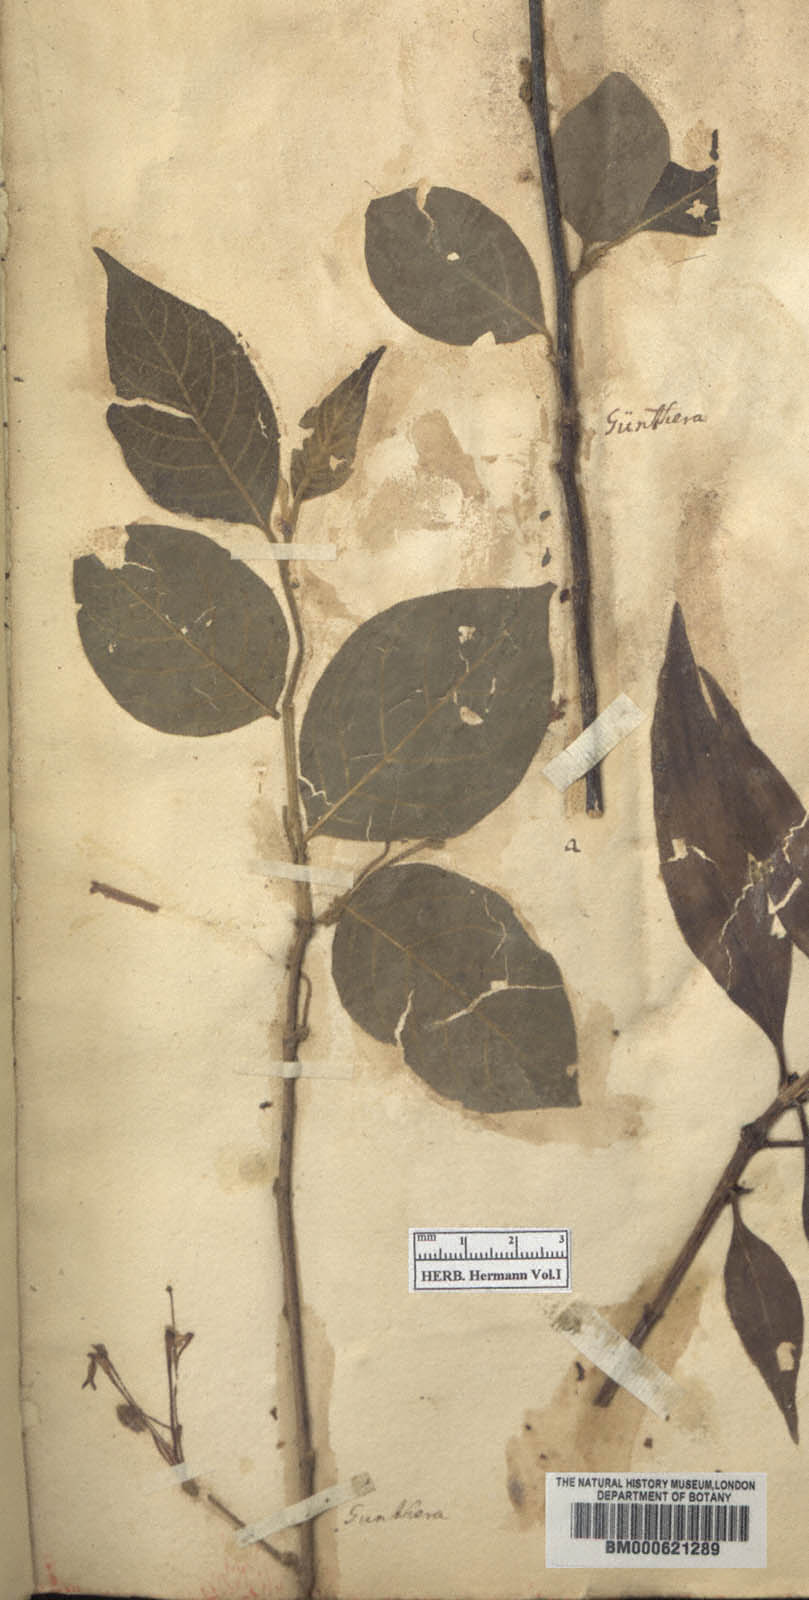 Günthera
a
mm 1 2 3
HERB. Hermann Vol.I
THE NATURAL HISTORY MUSEUM,LONDON
DEPARTMENT OF BOTANY
BM000621289
Gunthera